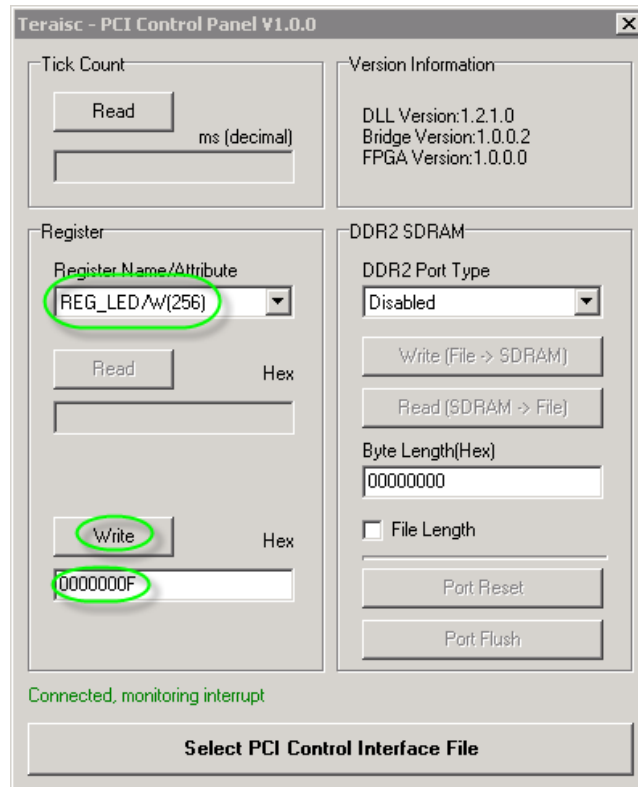 Teraisc - PCI Control Panel V1.0.0
Tick Count
Read
ms (decimal)
Version Information
DLL Version:1.2.1.0
Bridge Version:1.0.0.2
FPGA Version:1.0.0.0
Register
Register Name/Attribute
REG_LED/W(256)
Read
Hex
Write
Hex
0000000F
DDR2 SDRAM
DDR2 Port Type
Disabled
Write (File -> SDRAM)
Read (SDRAM -> File)
Byte Length(Hex)
00000000
File Length
Port Reset
Port Flush
Connected, monitoring interrupt
Select PCI Control Interface File